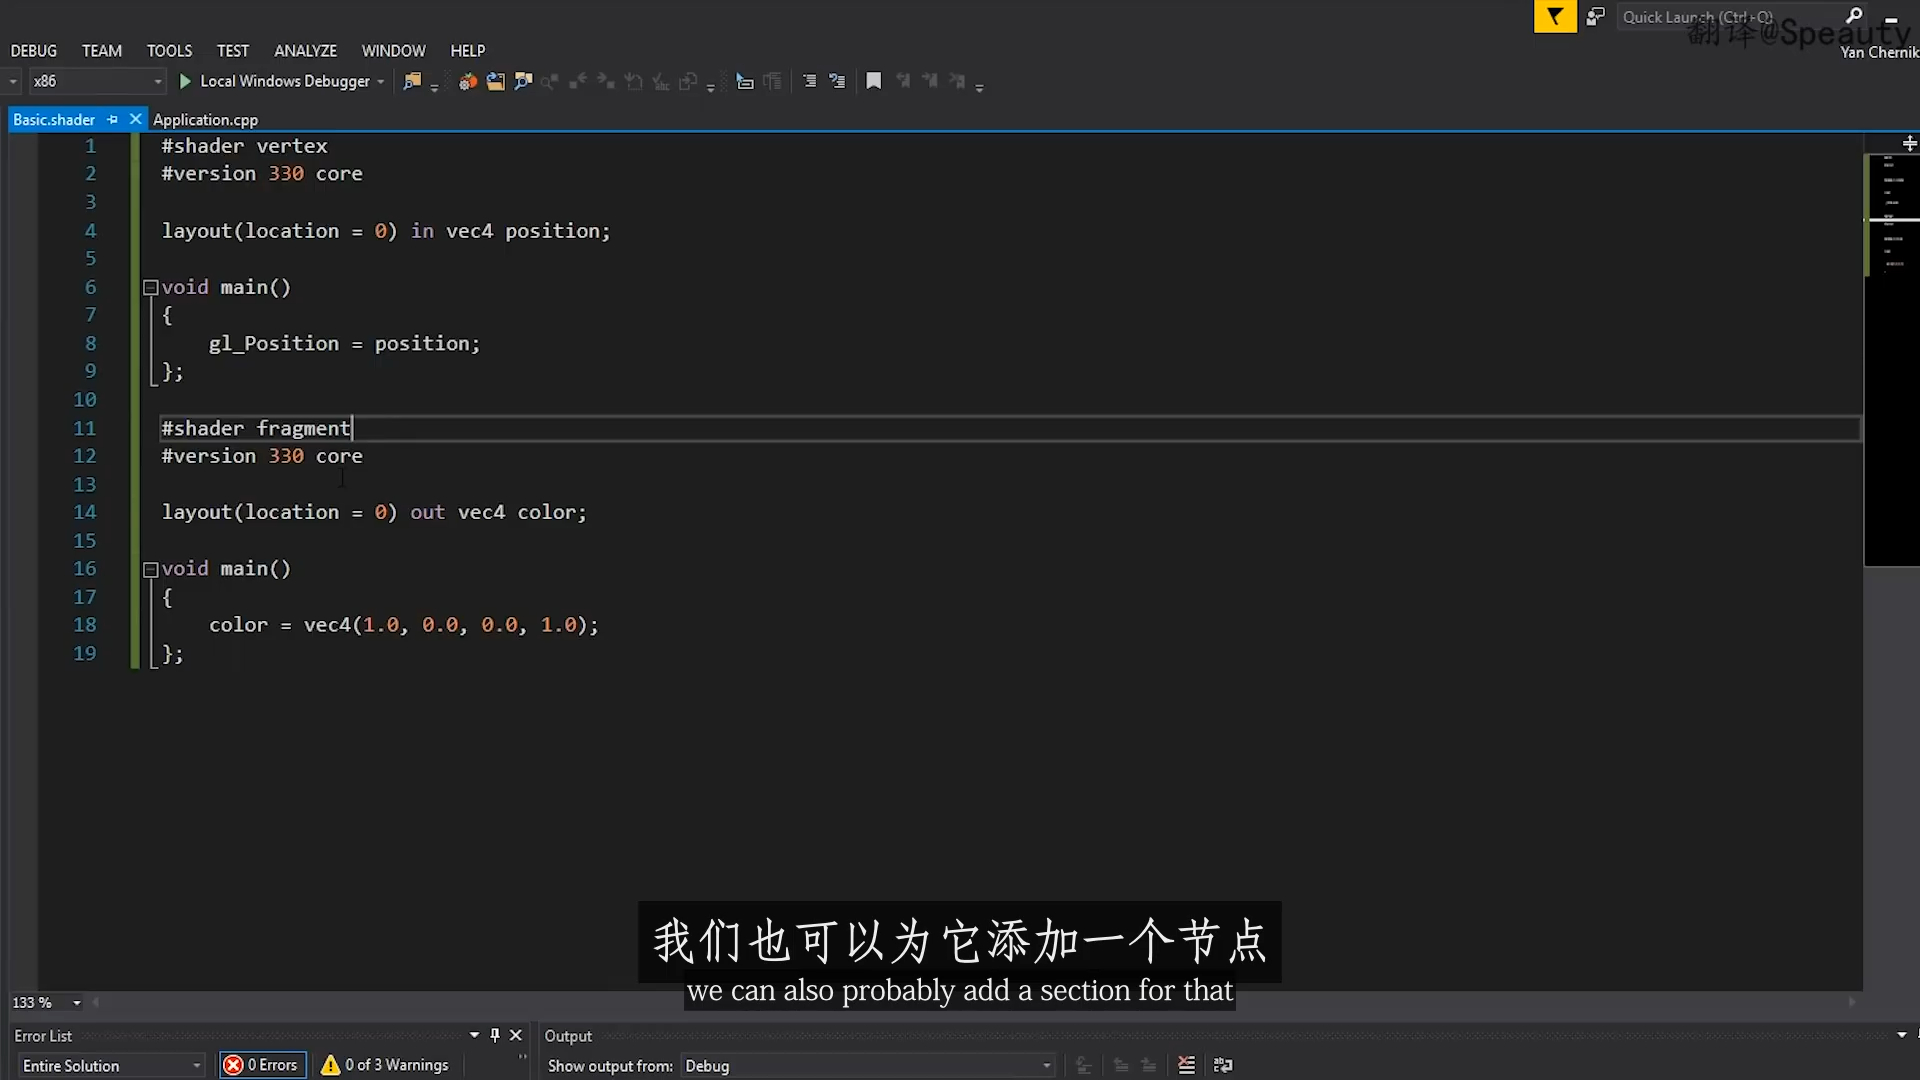 Quick Launch (Ctrl+Q)
翻译@Speauty
DEBUG TEAM TOOLS TEST ANALYZE WINDOW HELP
Yan Chernik
x86 Local Windows Debugger
Basic.shader Application.cpp
1 #shader vertex
2 #version 330 core
3
4 layout(location = 0) in vec4 position;
5
6 void main()
7 {
8 gl_Position = position;
9 };
10
11 #shader fragment
12 #version 330 core
13
14 layout(location = 0) out vec4 color;
15
16 void main()
17 {
18 color = vec4(1.0, 0.0, 0.0, 1.0);
19 };
我们也可以为它添加一个节点
we can also probably add a section for that
133 %
Error List
Output
Entire Solution 0 Errors 0 of 3 Warnings
Show output from: Debug